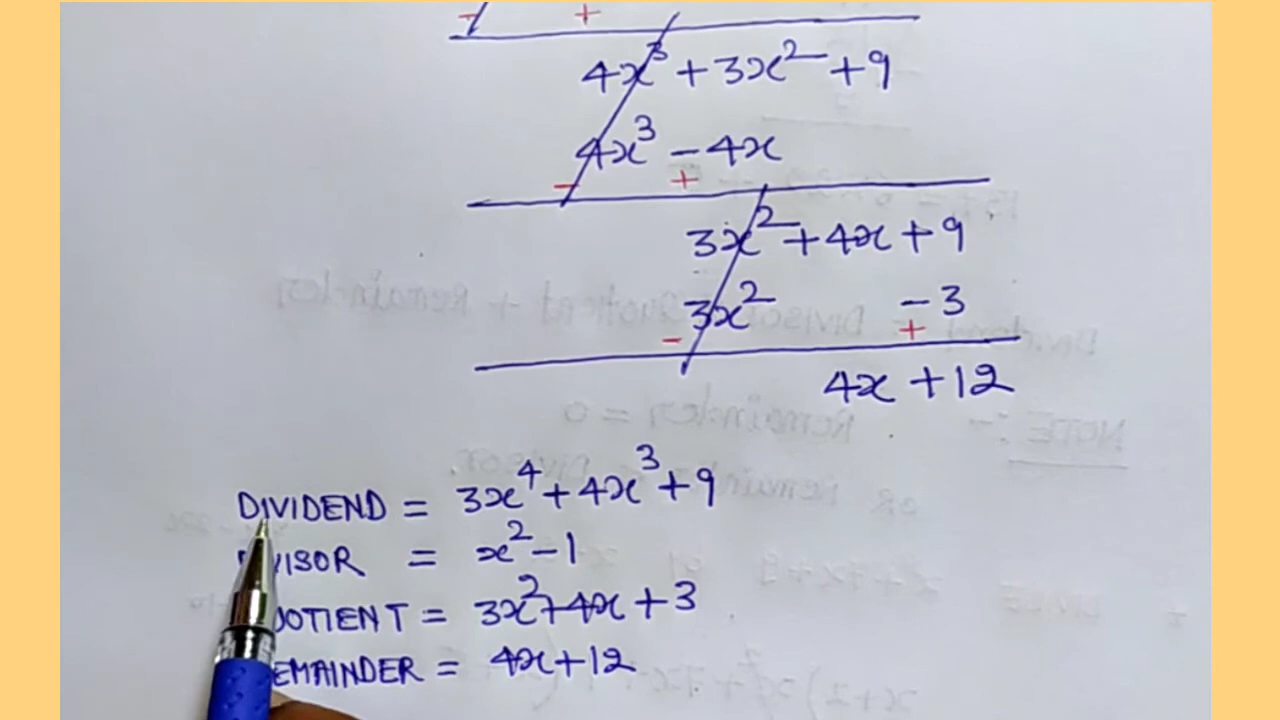 - +
4x³ + 3x² + 9
4x³ - 4x
- +
3x² + 4x + 9
3x² - 3
- +
4x + 12
DIVIDEND = 3x⁴ + 4x³ + 9
DIVISOR = x² - 1
QUOTIENT = 3x² + 4x + 3
REMAINDER = 4x + 12